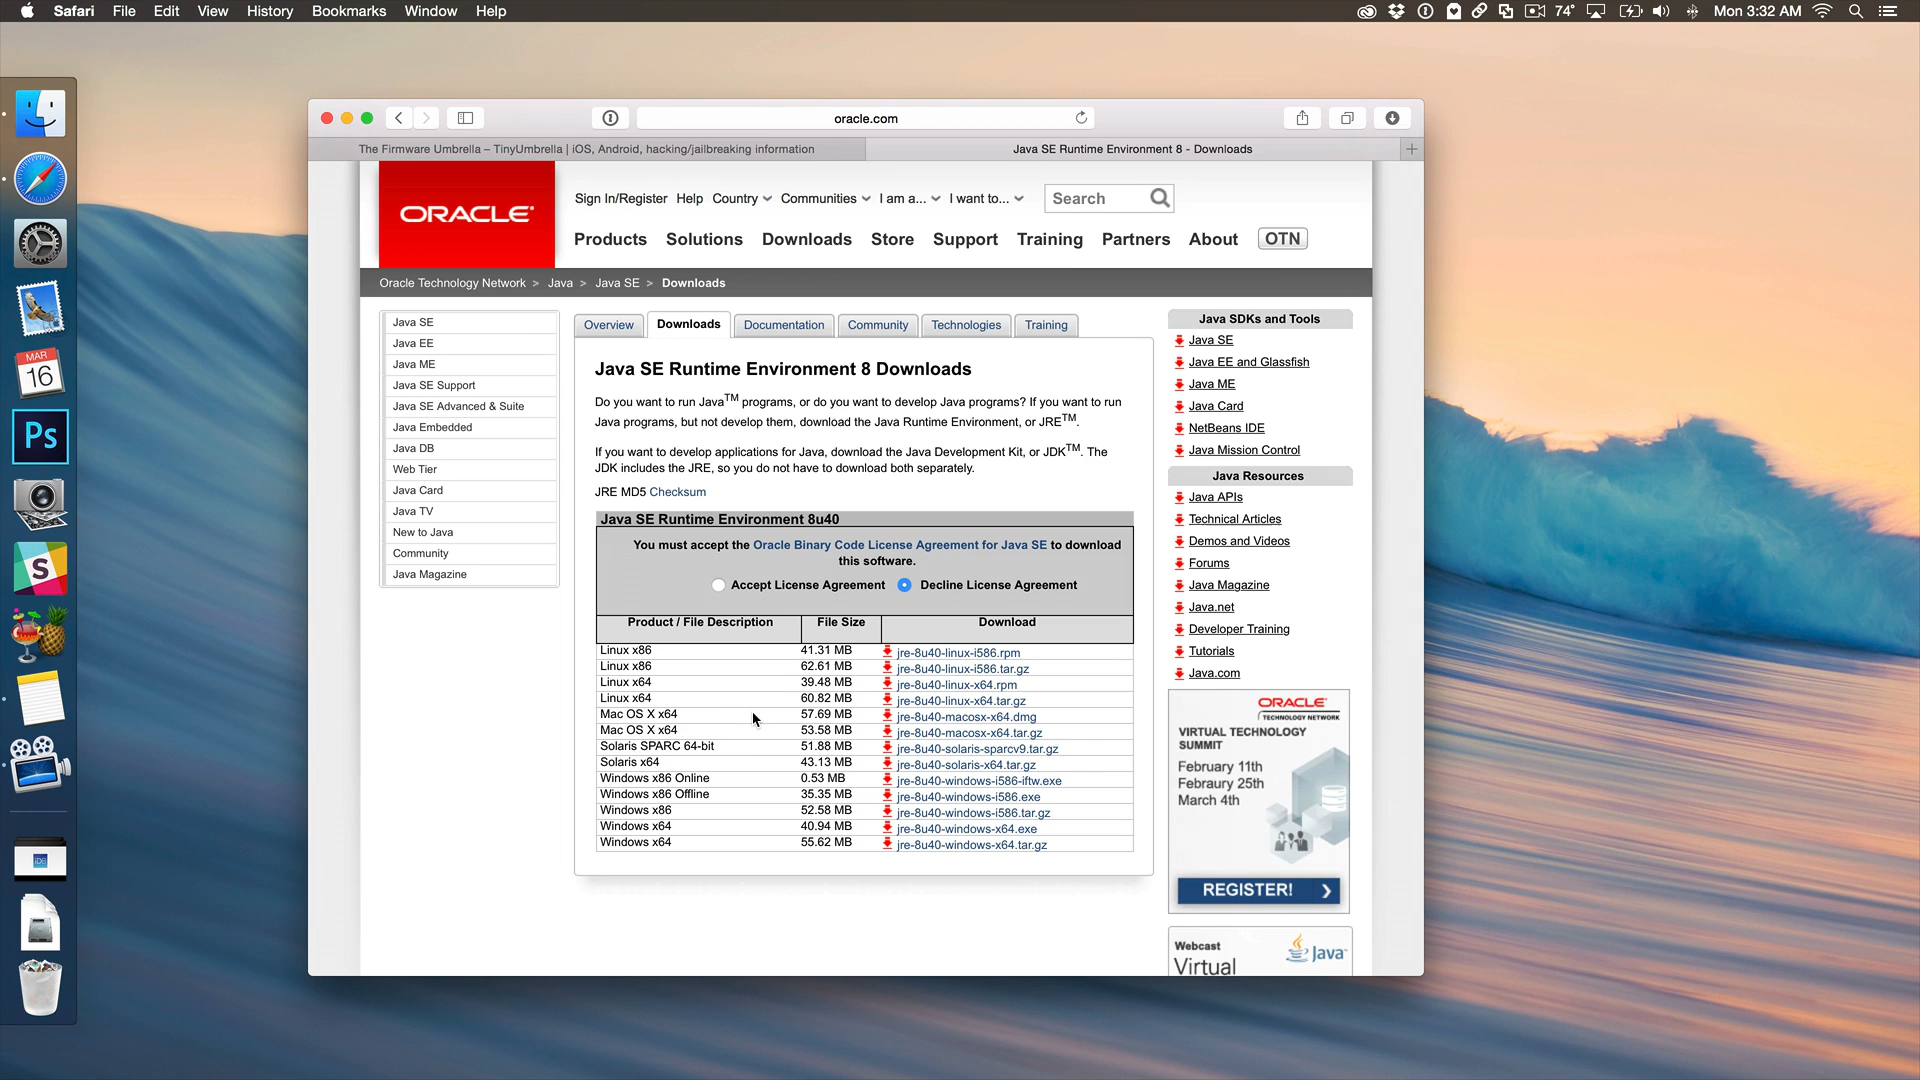 Safari File Edit View History Bookmarks Window Help
74° Mon 3:32 AM
oracle.com
The Firmware Umbrella – TinyUmbrella | iOS, Android, hacking/jailbreaking information
Java SE Runtime Environment 8 - Downloads
ORACLE
Sign In/Register Help Country Communities I am a... I want to... Search
Products Solutions Downloads Store Support Training Partners About OTN
Oracle Technology Network > Java > Java SE > Downloads
Java SE
Java EE
Java ME
Java SE Support
Java SE Advanced & Suite
Java Embedded
Java DB
Web Tier
Java Card
Java TV
New to Java
Community
Java Magazine
Overview Downloads Documentation Community Technologies Training
Java SE Runtime Environment 8 Downloads
Do you want to run Java™ programs, or do you want to develop Java programs? If you want to run
Java programs, but not develop them, download the Java Runtime Environment, or JRE™.
If you want to develop applications for Java, download the Java Development Kit, or JDK™. The
JDK includes the JRE, so you do not have to download both separately.
JRE MD5 Checksum
Java SE Runtime Environment 8u40
You must accept the Oracle Binary Code License Agreement for Java SE to download
this software.
Accept License Agreement Decline License Agreement
Product / File Description File Size Download
Linux x86 41.31 MB jre-8u40-linux-i586.rpm
Linux x86 62.61 MB jre-8u40-linux-i586.tar.gz
Linux x64 39.48 MB jre-8u40-linux-x64.rpm
Linux x64 60.82 MB jre-8u40-linux-x64.tar.gz
Mac OS X x64 57.69 MB jre-8u40-macosx-x64.dmg
Mac OS X x64 53.58 MB jre-8u40-macosx-x64.tar.gz
Solaris SPARC 64-bit 51.88 MB jre-8u40-solaris-sparcv9.tar.gz
Solaris x64 43.13 MB jre-8u40-solaris-x64.tar.gz
Windows x86 Online 0.53 MB jre-8u40-windows-i586-iftw.exe
Windows x86 Offline 35.35 MB jre-8u40-windows-i586.exe
Windows x86 52.58 MB jre-8u40-windows-i586.tar.gz
Windows x64 40.94 MB jre-8u40-windows-x64.exe
Windows x64 55.62 MB jre-8u40-windows-x64.tar.gz
Java SDKs and Tools
Java SE
Java EE and Glassfish
Java ME
Java Card
NetBeans IDE
Java Mission Control
Java Resources
Java APIs
Technical Articles
Demos and Videos
Forums
Java Magazine
Java.net
Developer Training
Tutorials
Java.com
ORACLE
TECHNOLOGY NETWORK
VIRTUAL TECHNOLOGY
SUMMIT
February 11th
Febraury 25th
March 4th
REGISTER!
Webcast
Java
Virtual
MAR
16
Ps
S
iDB